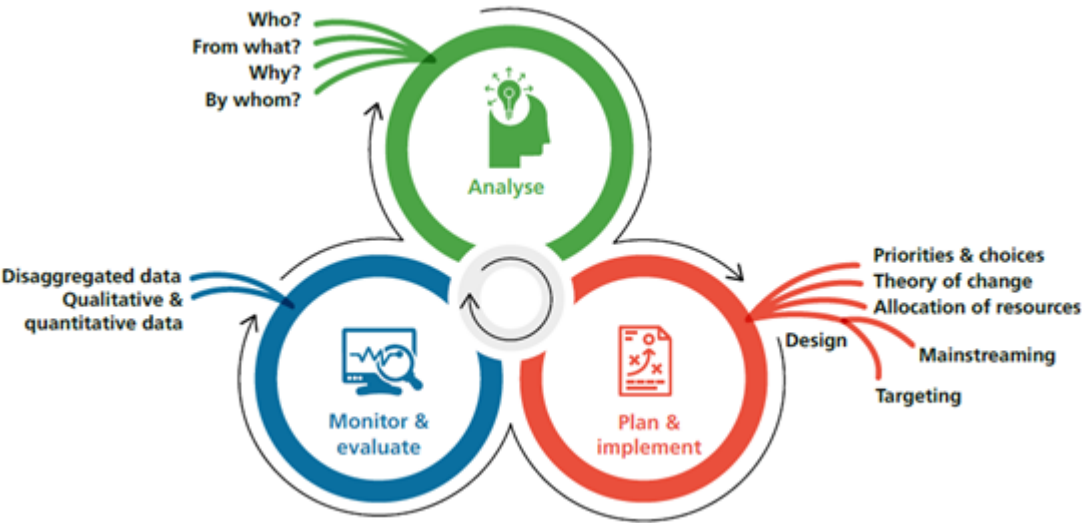 Who?
From what?
Why?
By whom?
Analyse
Disaggregated data
Qualitative &
quantitative data
Monitor &
evaluate
Priorities & choices
Theory of change
Allocation of resources
Design
Mainstreaming
Targeting
Plan &
implement